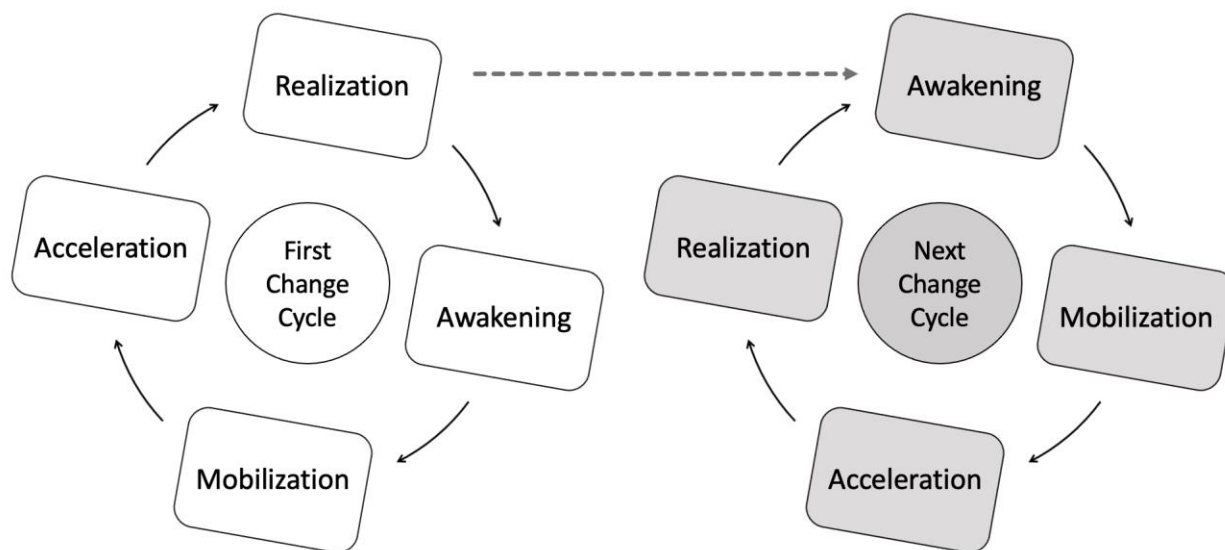 Realization
Awakening
Mobilization
Acceleration
First
Change
Cycle
Awakening
Mobilization
Acceleration
Realization
Next
Change
Cycle